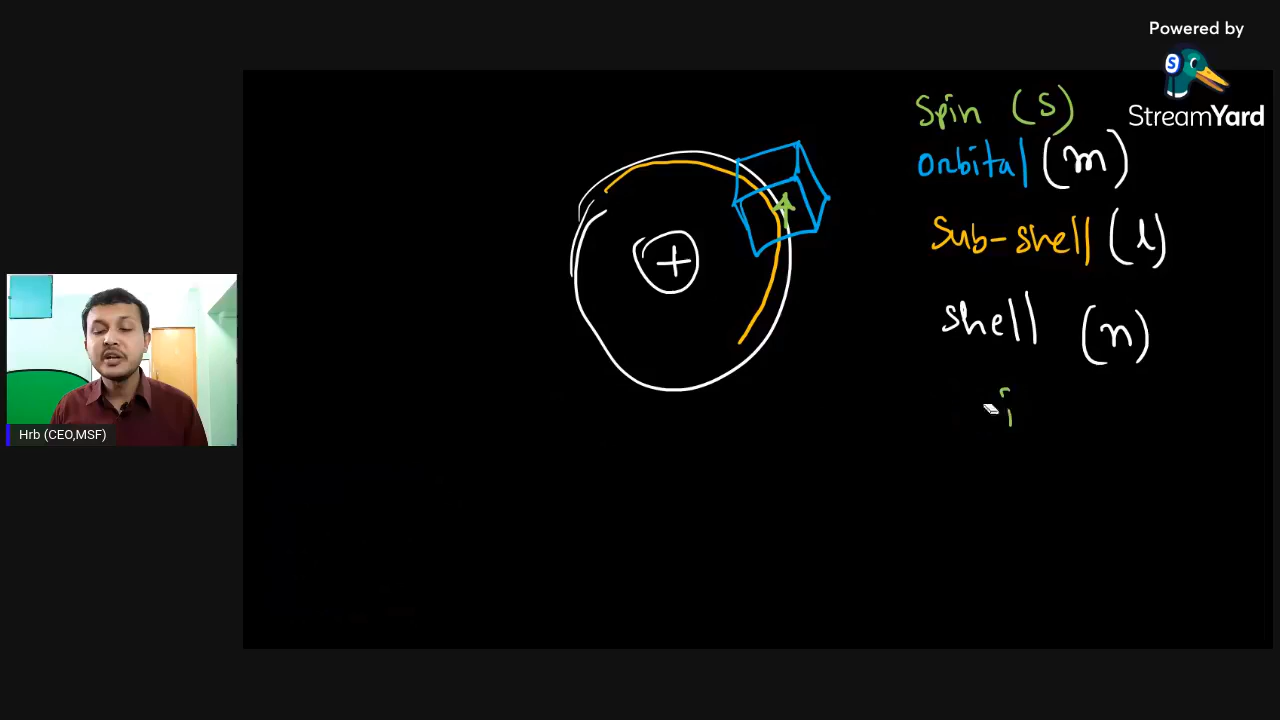 Powered by
StreamYard
Spin (s)
Orbital (m)
Sub-shell (l)
Shell (n)
+
Hrb (CEO,MSF)